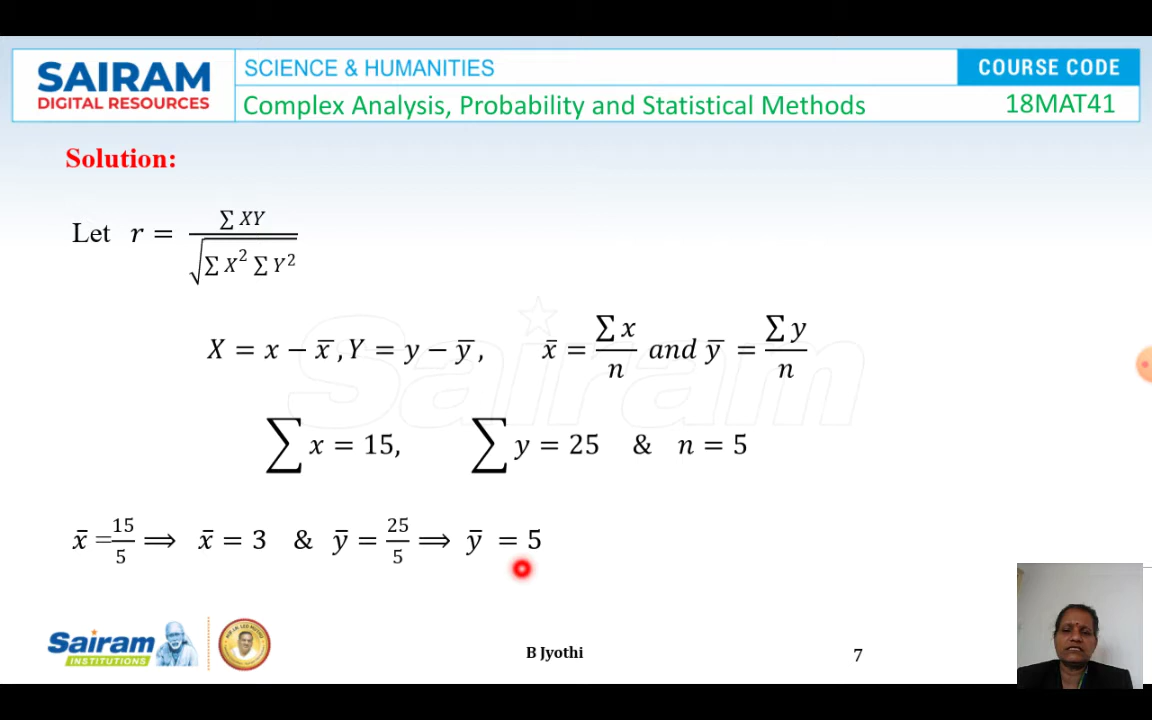 SAIRAM
DIGITAL RESOURCES
SCIENCE & HUMANITIES
COURSE CODE
Complex Analysis, Probability and Statistical Methods
18MAT41
Solution:
Let r = ∑ XY / √(∑ X² ∑ Y²)
X = x − x̅ , Y = y − y̅ , x̅ = ∑ x / n and y̅ = ∑ y / n
∑ x = 15, ∑ y = 25 & n = 5
x̅ = 15/5 ⟹ x̅ = 3 & y̅ = 25/5 ⟹ y̅ = 5
Sairam
Sairam
INSTITUTIONS
B Jyothi
7